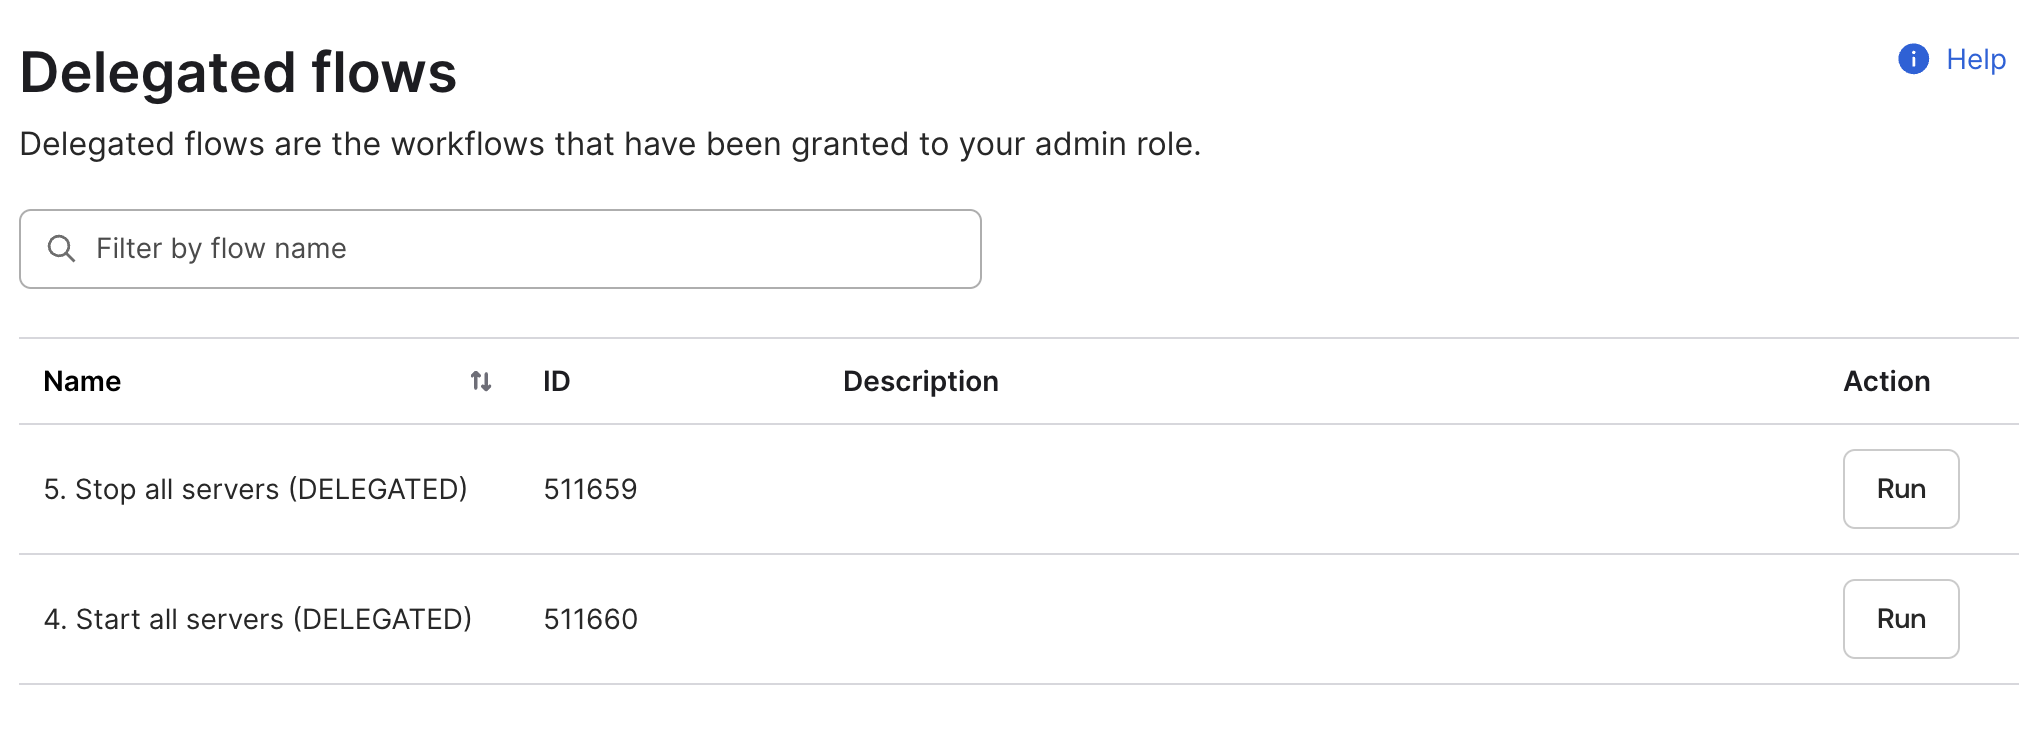 Delegated flows
Help
Delegated flows are the workflows that have been granted to your admin role.
Filter by flow name
Name ID Description Action
5. Stop all servers (DELEGATED) 511659 Run
4. Start all servers (DELEGATED) 511660 Run